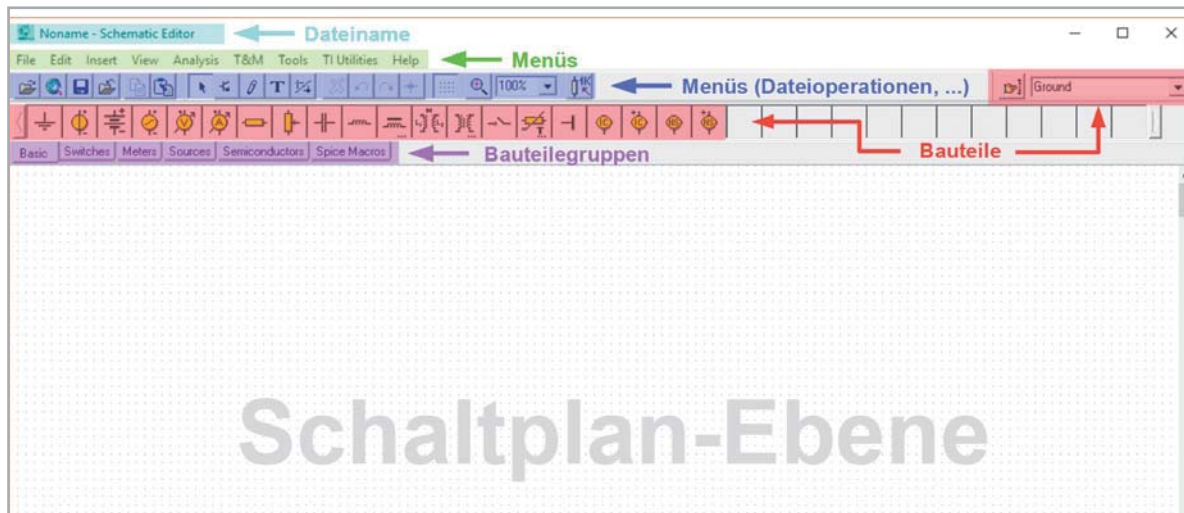 Noname - Schematic Editor Dateiname
File Edit Insert View Analysis T&M Tools TI Utilities Help Menüs
T 100% Menüs (Dateioperationen, ...) Ground
Bauteile
Basic Switches Meters Sources Semiconductors Spice Macros Bauteilegruppen
Schaltplan-Ebene